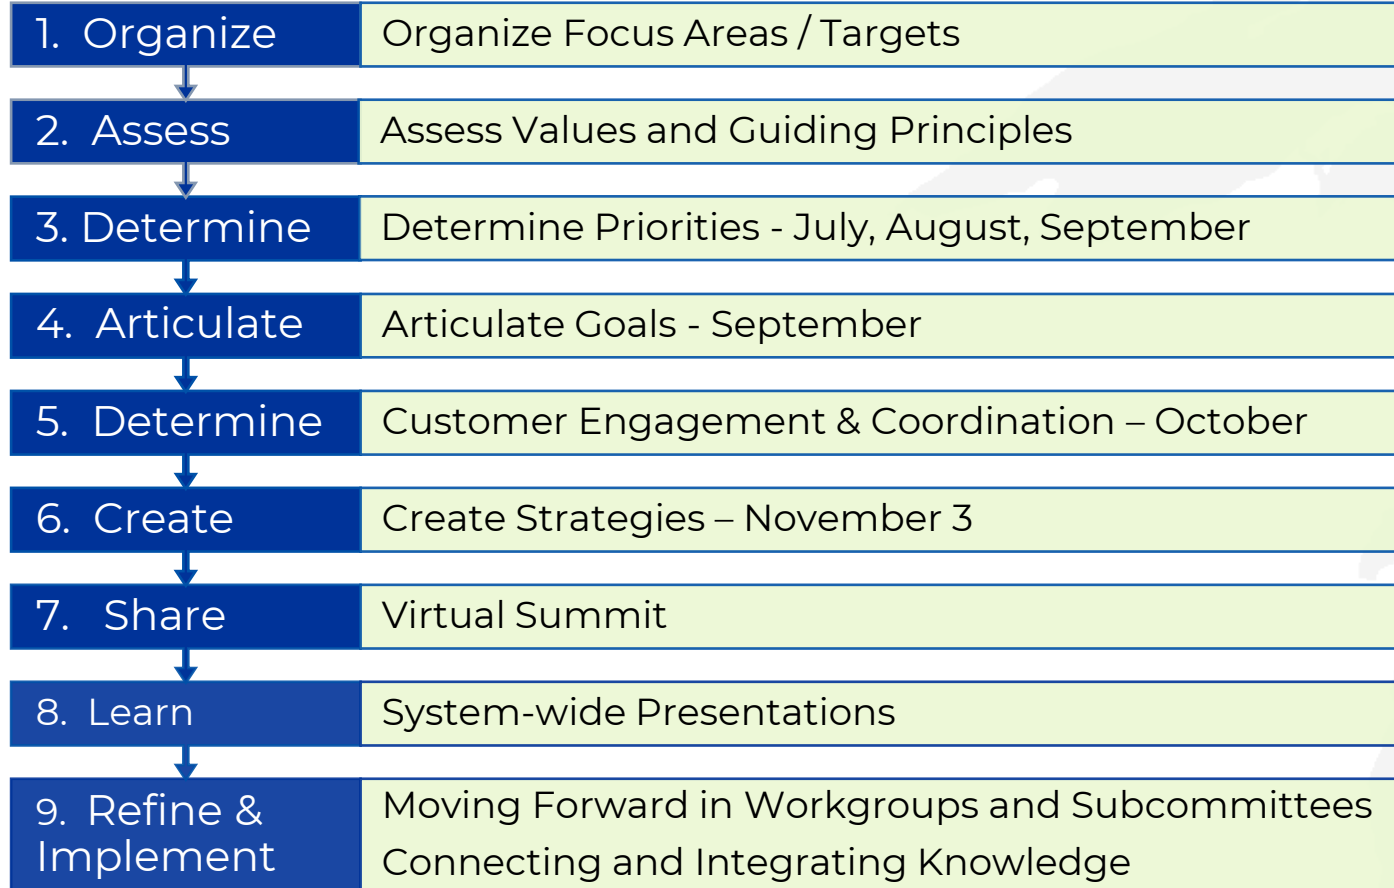 1. Organize
Organize Focus Areas / Targets
2. Assess
Assess Values and Guiding Principles
3. Determine
Determine Priorities - July, August, September
4. Articulate
Articulate Goals - September
5. Determine
Customer Engagement & Coordination – October
6. Create
Create Strategies – November 3
7. Share
Virtual Summit
8. Learn
System-wide Presentations
9. Refine &
Implement
Moving Forward in Workgroups and Subcommittees
Connecting and Integrating Knowledge